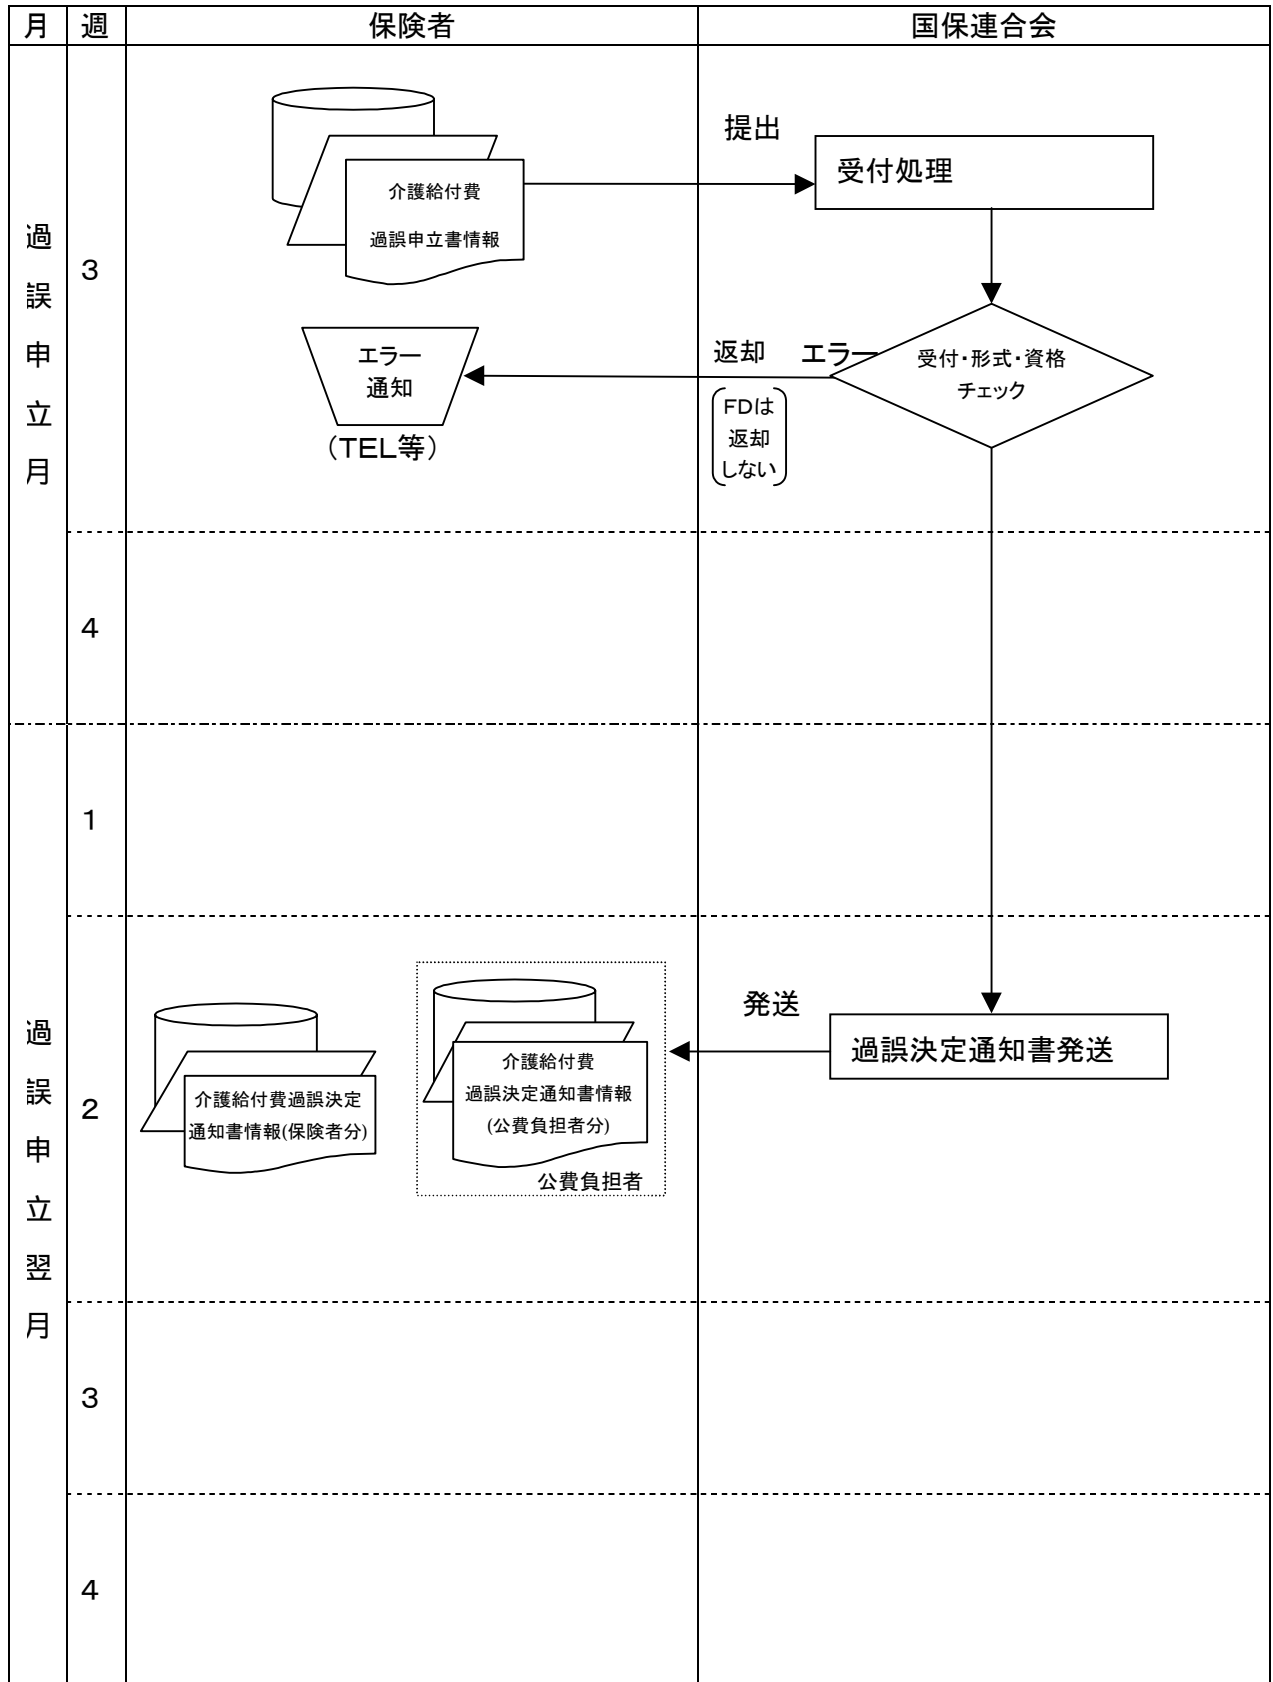 月 週 保険者 国保連合会
過誤申立月
3
介護給付費
過誤申立書情報
提出
受付処理
エラー
通知
(TEL等)
返却 エラー
FDは
返却
しない
受付・形式・資格
チェック
4
過誤申立翌月
1
2
介護給付費過誤決定
通知書情報(保険者分)
介護給付費
過誤決定通知書情報
(公費負担者分)
公費負担者
発送
過誤決定通知書発送
3
4